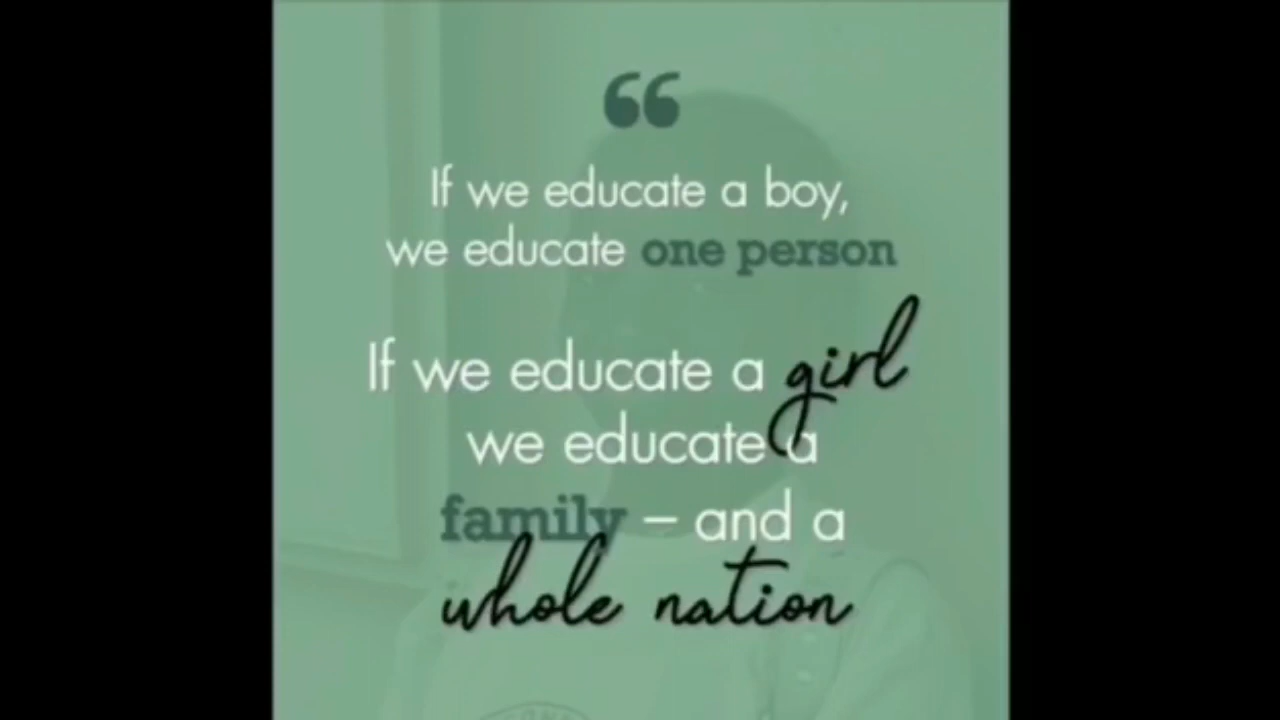 “
If we educate a boy,
we educate one person
If we educate a girl
we educate a
family – and a
whole nation